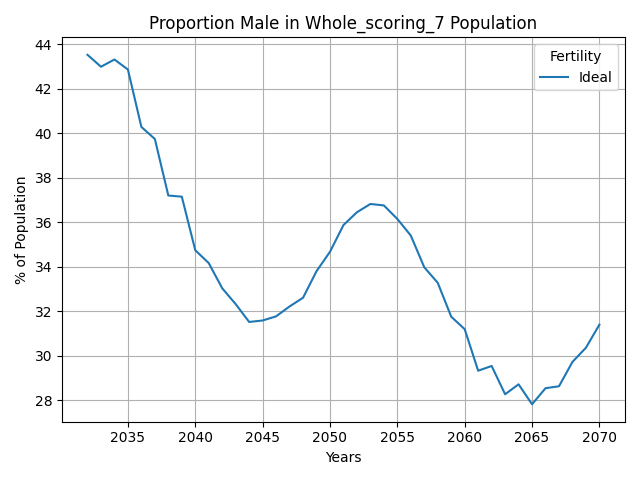 Proportion Male in Whole_scoring_7 Population
Fertility
Ideal
44
42
40
38
36
34
32
30
28
% of Population
2035 2040 2045 2050 2055 2060 2065 2070
Years